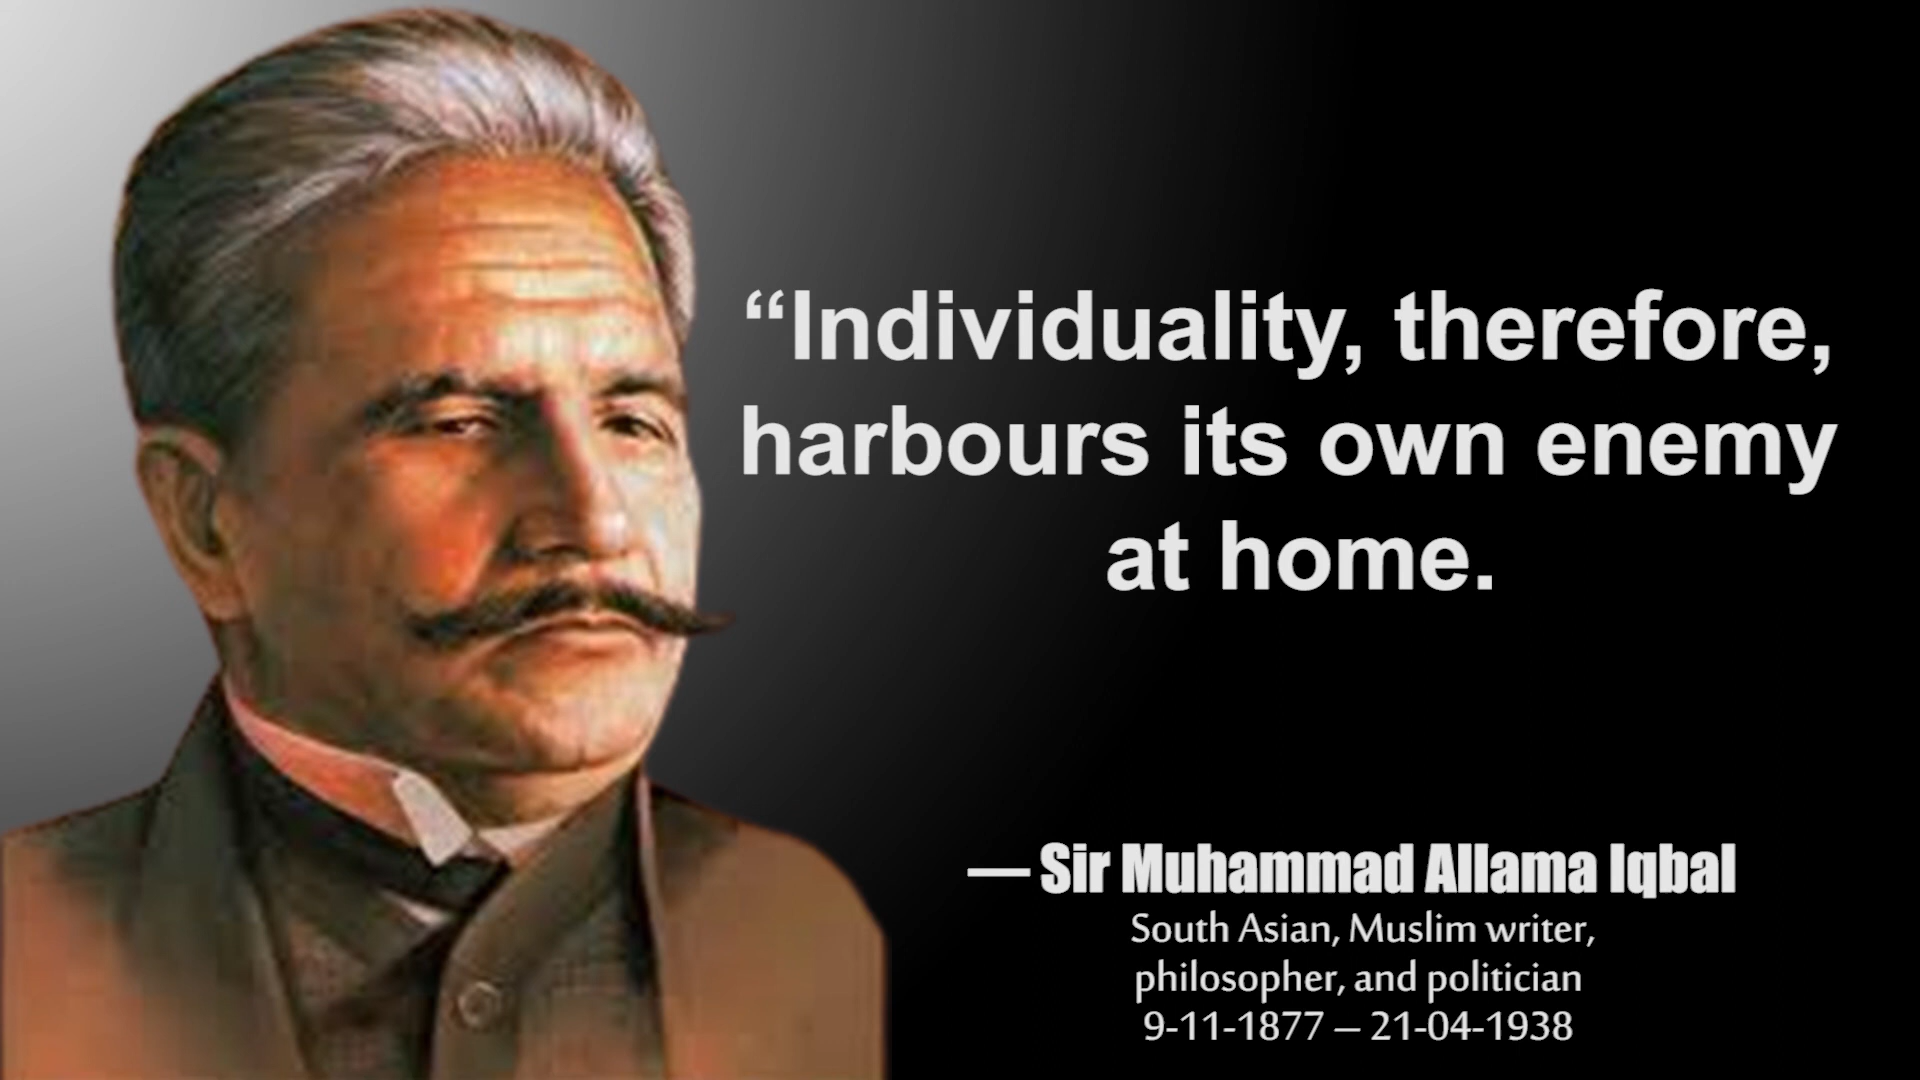 “Individuality, therefore,
harbours its own enemy
at home.
— Sir Muhammad Allama Iqbal
South Asian, Muslim writer,
philosopher, and politician
9-11-1877 – 21-04-1938